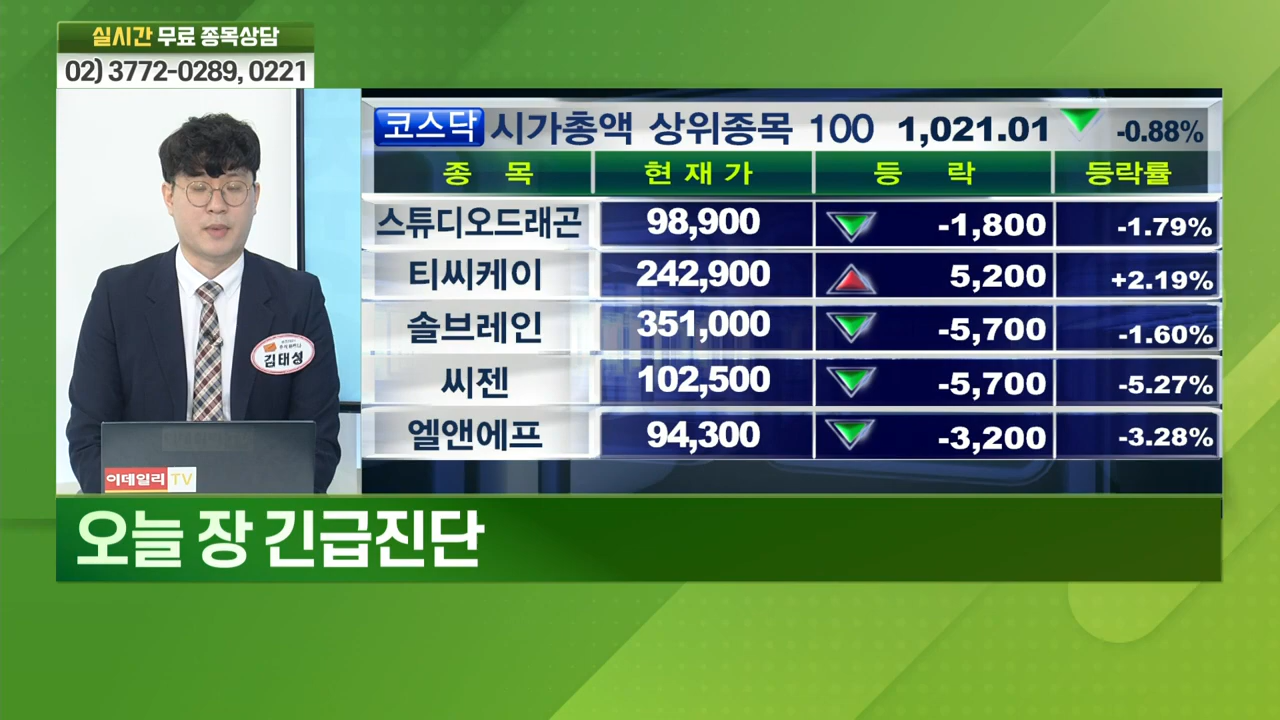 실시간 무료 종목상담
02) 3772-0289, 0221
코스닥 시가총액 상위종목 100 1,021.01 -0.88%
종 목 현재가 등 락 등락률
스튜디오드래곤 98,900 -1,800 -1.79%
티씨케이 242,900 5,200 +2.19%
솔브레인 351,000 -5,700 -1.60%
씨젠 102,500 -5,700 -5.27%
엘앤에프 94,300 -3,200 -3.28%
김태성
이데일리TV
오늘 장 긴급진단